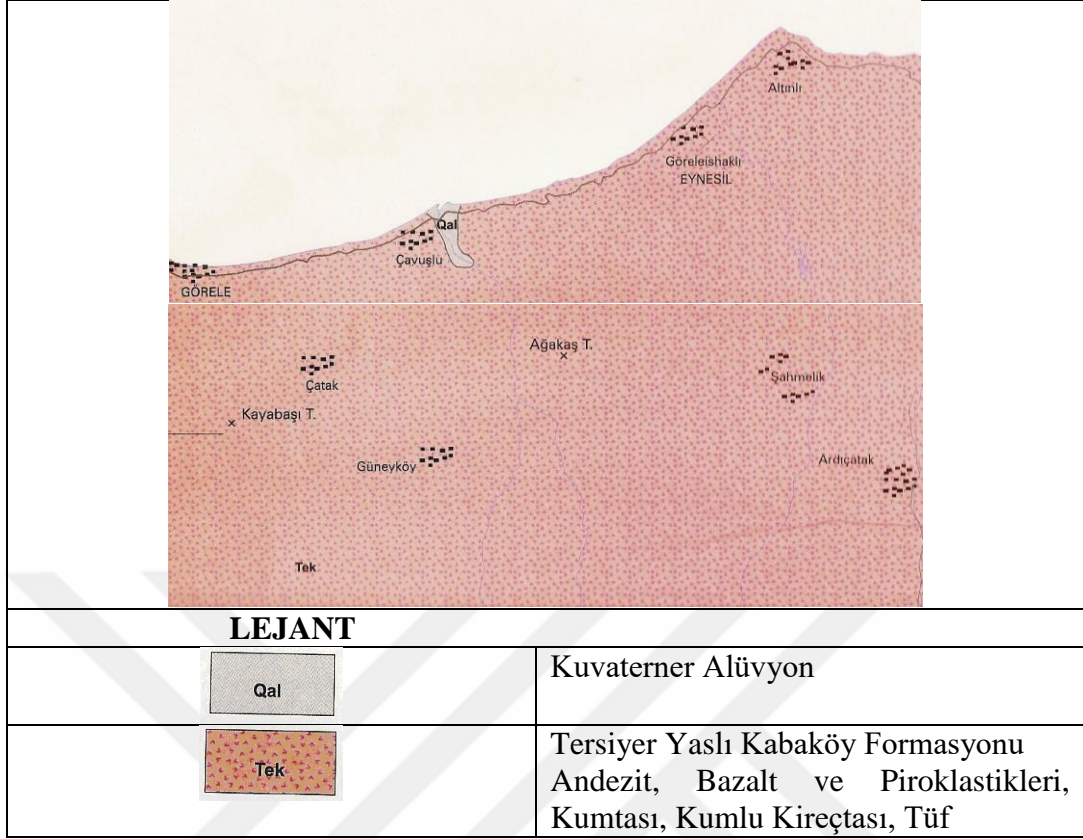 Altınlı
Göreleishaklı
EYNESİL
Qal
Çavuşlu
GÖRELE
Ağakaş T.
Çatak
Şahmelik
Kayabaşı T.
Güneyköy
Ardıçatak
Tek
LEJANT
Qal
Kuvaterner Alüvyon
Tek
Tersiyer Yaslı Kabaköy Formasyonu
Andezit, Bazalt ve Piroklastikleri,
Kumtası, Kumlu Kireçtası, Tüf